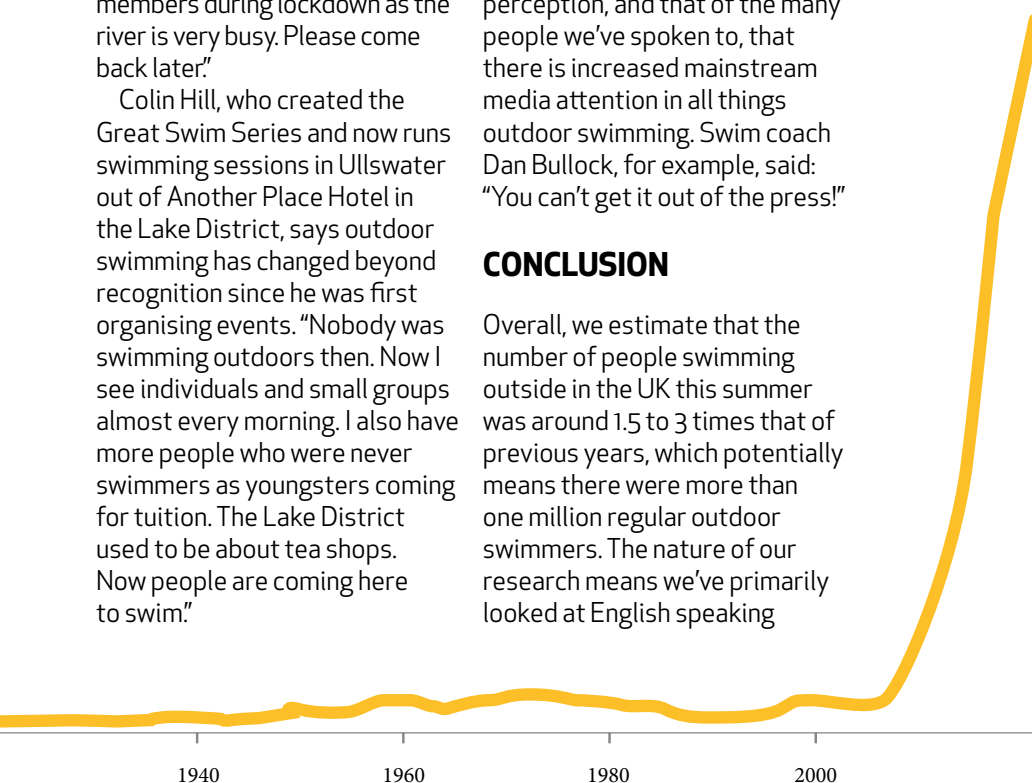 members during lockdown as the
river is very busy. Please come
back later.”
Colin Hill, who created the
Great Swim Series and now runs
swimming sessions in Ullswater
out of Another Place Hotel in
the Lake District, says outdoor
swimming has changed beyond
recognition since he was first
organising events. “Nobody was
swimming outdoors then. Now I
see individuals and small groups
almost every morning. I also have
more people who were never
swimmers as youngsters coming
for tuition. The Lake District
used to be about tea shops.
Now people are coming here
to swim.”
perception, and that of the many
people we’ve spoken to, that
there is increased mainstream
media attention in all things
outdoor swimming. Swim coach
Dan Bullock, for example, said:
“You can’t get it out of the press!”
CONCLUSION
Overall, we estimate that the
number of people swimming
outside in the UK this summer
was around 1.5 to 3 times that of
previous years, which potentially
means there were more than
one million regular outdoor
swimmers. The nature of our
research means we’ve primarily
looked at English speaking
1940 1960 1980 2000